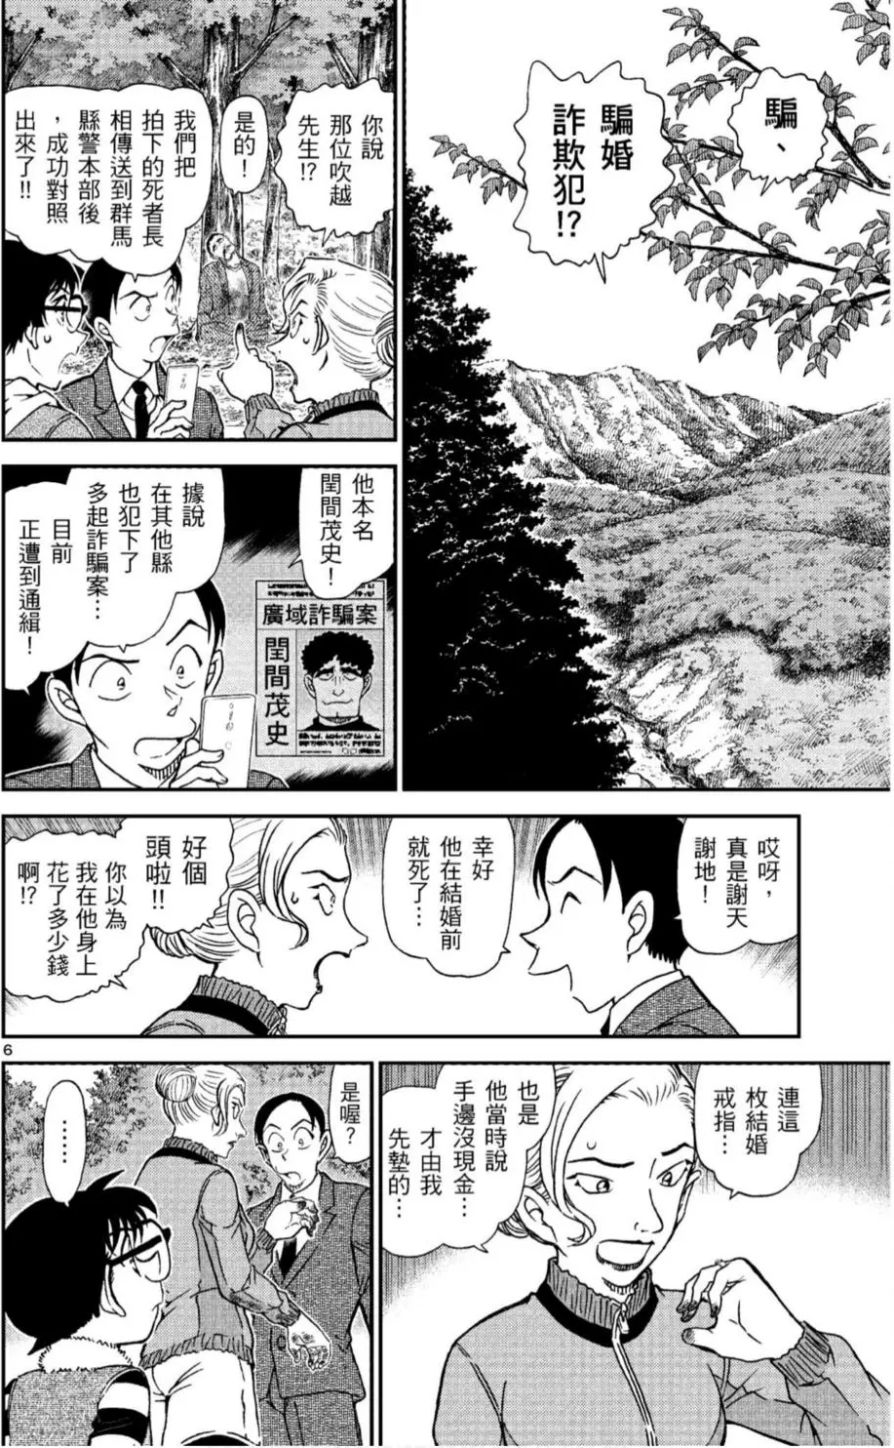 騙、
騙婚
詐欺犯!?
你說
那位吹越
先生!?
是的！
我們把
拍下的死者長
相傳送到群馬
縣警本部後
，成功對照
出來了!!
他本名
閏間茂史！
廣域詐騙案
閏間茂史
據說
在其他縣
也犯下了
多起詐騙案…
目前
正遭到通緝！
哎呀，
真是謝天
謝地！
幸好
他在結婚前
就死了…
好個
頭啦!!
你以為
我在他身上
花了多少錢
啊!?
6
連這
枚結婚
戒指…
也是
他當時說
手邊沒現金…
才由我
先墊的…
是喔？
……